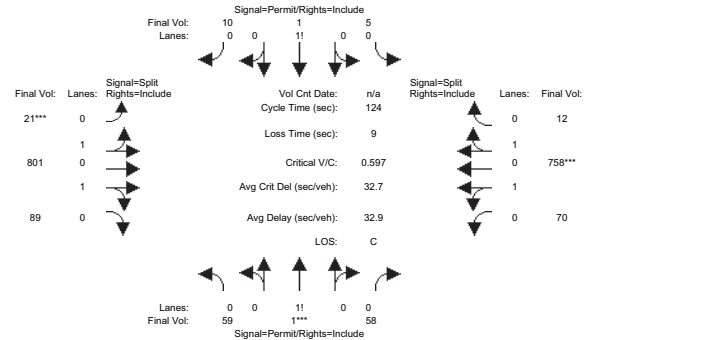 Signal=Permit/Rights=Include
Final Vol: 10 1 5
Lanes: 0 0 1! 0 0
Signal=Split
Final Vol: Lanes: Rights=Include
Vol Cnt Date: n/a
Signal=Split
Rights=Include Lanes: Final Vol:
Cycle Time (sec): 124
21*** 0
0 12
Loss Time (sec): 9
1
1
801 0
Critical V/C: 0.597
0 758***
1
Avg Crit Del (sec/veh): 32.7
1
89 0
Avg Delay (sec/veh): 32.9
0 70
LOS: C
Lanes: 0 0 1! 0 0
Final Vol: 59 1*** 58
Signal=Permit/Rights=Include